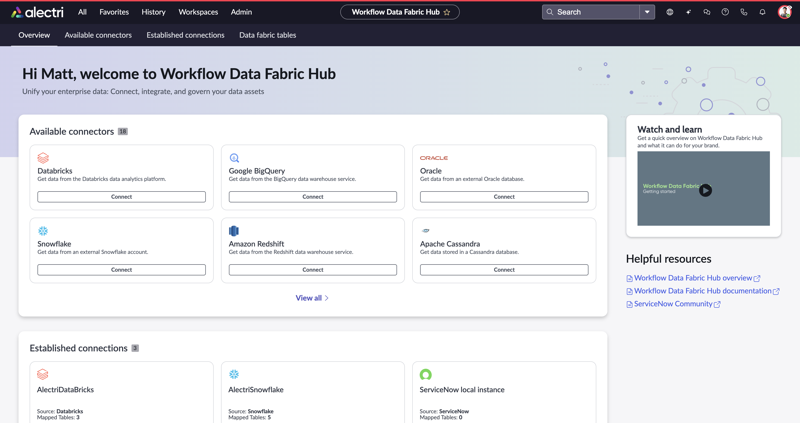 alectri
All Favorites History Workspaces Admin
Workflow Data Fabric Hub
Search
Overview Available connectors Established connections Data fabric tables
Hi Matt, welcome to Workflow Data Fabric Hub
Unify your enterprise data: Connect, integrate, and govern your data assets
Available connectors 18
Databricks
Get data from the Databricks data analytics platform.
Connect
Google BigQuery
Get data from the BigQuery data warehouse service.
Connect
ORACLE
Oracle
Get data from an external Oracle database.
Connect
Snowflake
Get data from an external Snowflake account.
Connect
Amazon Redshift
Get data from the Redshift data warehouse service.
Connect
Apache Cassandra
Get data stored in a Cassandra database.
Connect
View all
Established connections 3
AlectriDataBricks
Source: Databricks
Mapped Tables: 3
AlectriSnowflake
Source: Snowflake
Mapped Tables: 5
ServiceNow local instance
Source: ServiceNow
Mapped Tables: 0
Watch and learn
Get a quick overview on Workflow Data Fabric Hub
and what it can do for your brand.
Workflow Data Fabric
Getting started
Helpful resources
Workflow Data Fabric Hub overview
Workflow Data Fabric Hub documentation
ServiceNow Community